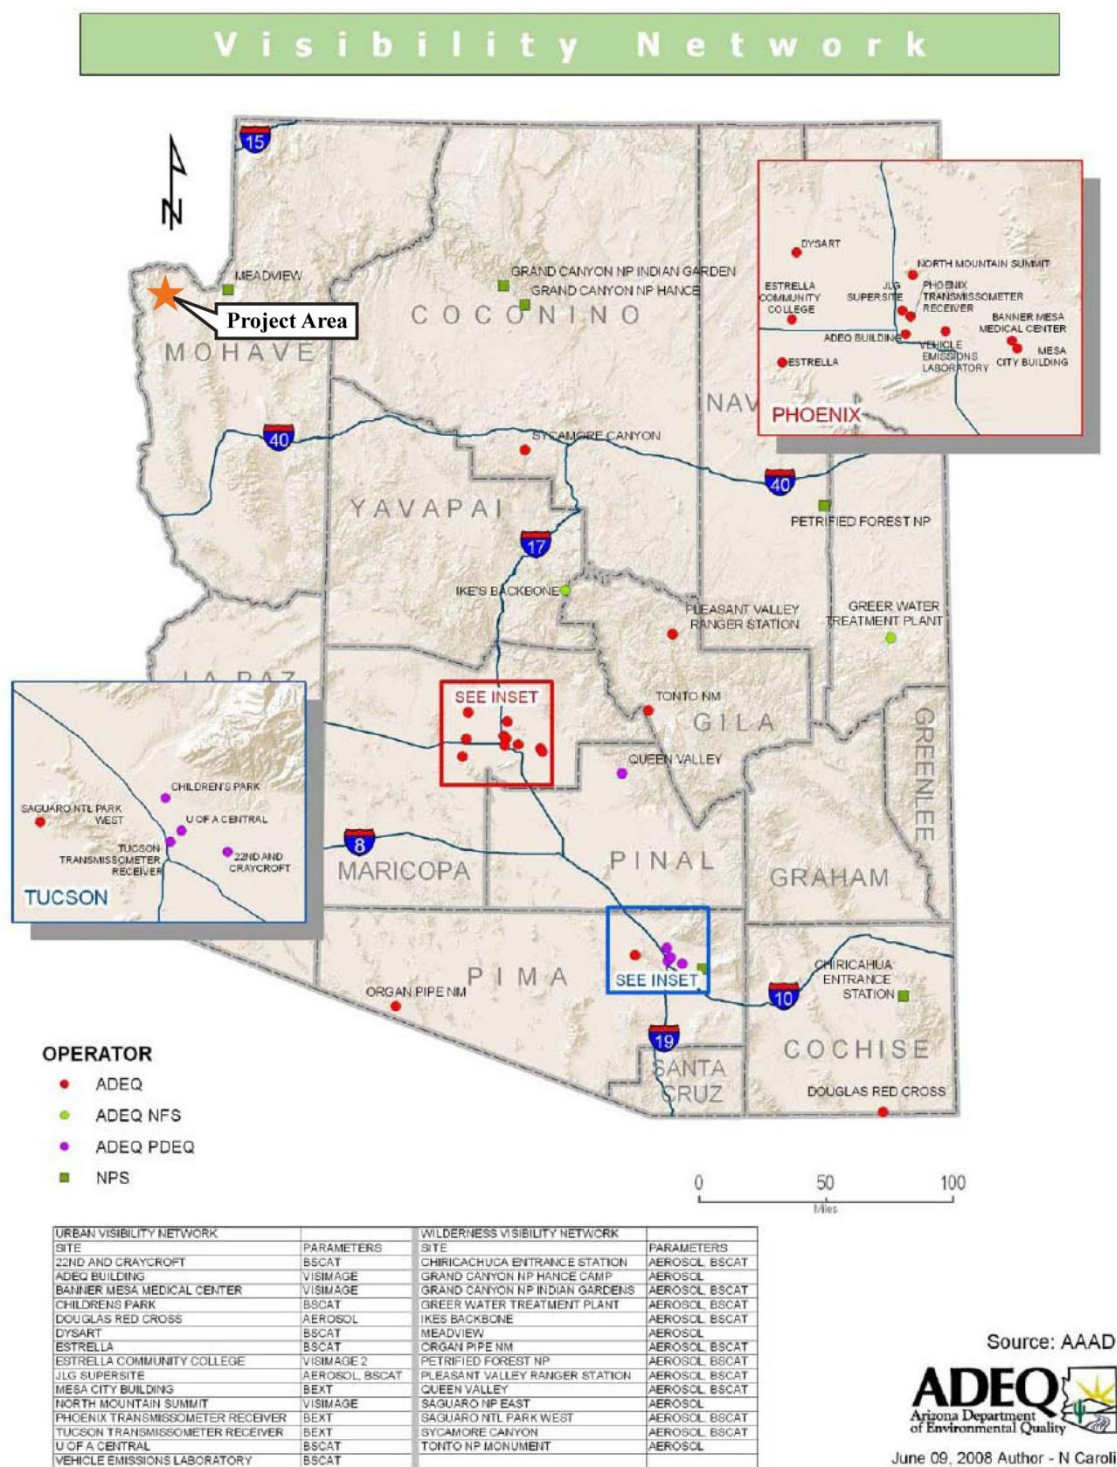 Visibility Network
15
MEADVIEW
Project Area
MOHAVE
GRAND CANYON NP INDIAN GARDEN
GRAND CANYON NP HANCE
COCONINO
NAV
DYSART
NORTH MOUNTAIN SUMMIT
ESTRELLA
COMMUNITY
COLLEGE
JLG
SUPERSITE
PHOENIX
TRANSMISSOMETER
RECEIVER
BANNER MESA
MEDICAL CENTER
ADEQ BUILDING
VEHICLE
EMISSIONS
LABORATORY
MESA
CITY BUILDING
ESTRELLA
PHOENIX
40
SYCAMORE CANYON
40
YAVAPAI
PETRIFIED FOREST NP
17
IKE'S BACKBONE
PLEASANT VALLEY
RANGER STATION
GREER WATER
TREATMENT PLANT
LA PAZ
SEE INSET
TONTO NM
GILA
GREENLEE
QUEEN VALLEY
CHILDREN'S PARK
SAGUARO NTL PARK
WEST
U OF A CENTRAL
TUCSON
TRANSMISSOMETER
RECEIVER
22ND AND
CRAYCROFT
TUCSON
8
MARICOPA
PINAL
GRAHAM
PIMA
SEE INSET
CHIRICAHUA
ENTRANCE
STATION
ORGAN PIPE NM
10
19
COCHISE
SANTA
CRUZ
DOUGLAS RED CROSS
OPERATOR
ADEQ
ADEQ NFS
ADEQ PDEQ
NPS
0 50 100
Miles
URBAN VISIBILITY NETWORK WILDERNESS VISIBILITY NETWORK
SITE PARAMETERS SITE PARAMETERS
22ND AND CRAYCROFT BSCAT CHIRICACHUCA ENTRANCE STATION AEROSOL, BSCAT
ADEQ BUILDING VISIMAGE GRAND CANYON NP HANCE CAMP AEROSOL
BANNER MESA MEDICAL CENTER VISIMAGE GRAND CANYON NP INDIAN GARDENS AEROSOL, BSCAT
CHILDRENS PARK BSCAT GREER WATER TREATMENT PLANT AEROSOL, BSCAT
DOUGLAS RED CROSS AEROSOL IKES BACKBONE AEROSOL, BSCAT
DYSART BSCAT MEADVIEW AEROSOL
ESTRELLA BSCAT ORGAN PIPE NM AEROSOL, BSCAT
ESTRELLA COMMUNITY COLLEGE VISIMAGE 2 PETRIFIED FOREST NP AEROSOL, BSCAT
JLG SUPERSITE AEROSOL, BSCAT PLEASANT VALLEY RANGER STATION AEROSOL, BSCAT
MESA CITY BUILDING BEXT QUEEN VALLEY AEROSOL, BSCAT
NORTH MOUNTAIN SUMMIT VISIMAGE SAGUARO NP EAST AEROSOL
PHOENIX TRANSMISSOMETER RECEIVER BEXT SAGUARO NTL PARK WEST AEROSOL, BSCAT
TUCSON TRANSMISSOMETER RECEIVER BEXT SYCAMORE CANYON AEROSOL, BSCAT
U OF A CENTRAL BSCAT TONTO NP MONUMENT AEROSOL
VEHICLE EMISSIONS LABORATORY BSCAT
Source: AAAD
ADEQ
Arizona Department
of Environmental Quality
June 09, 2008 Author - N Caroli